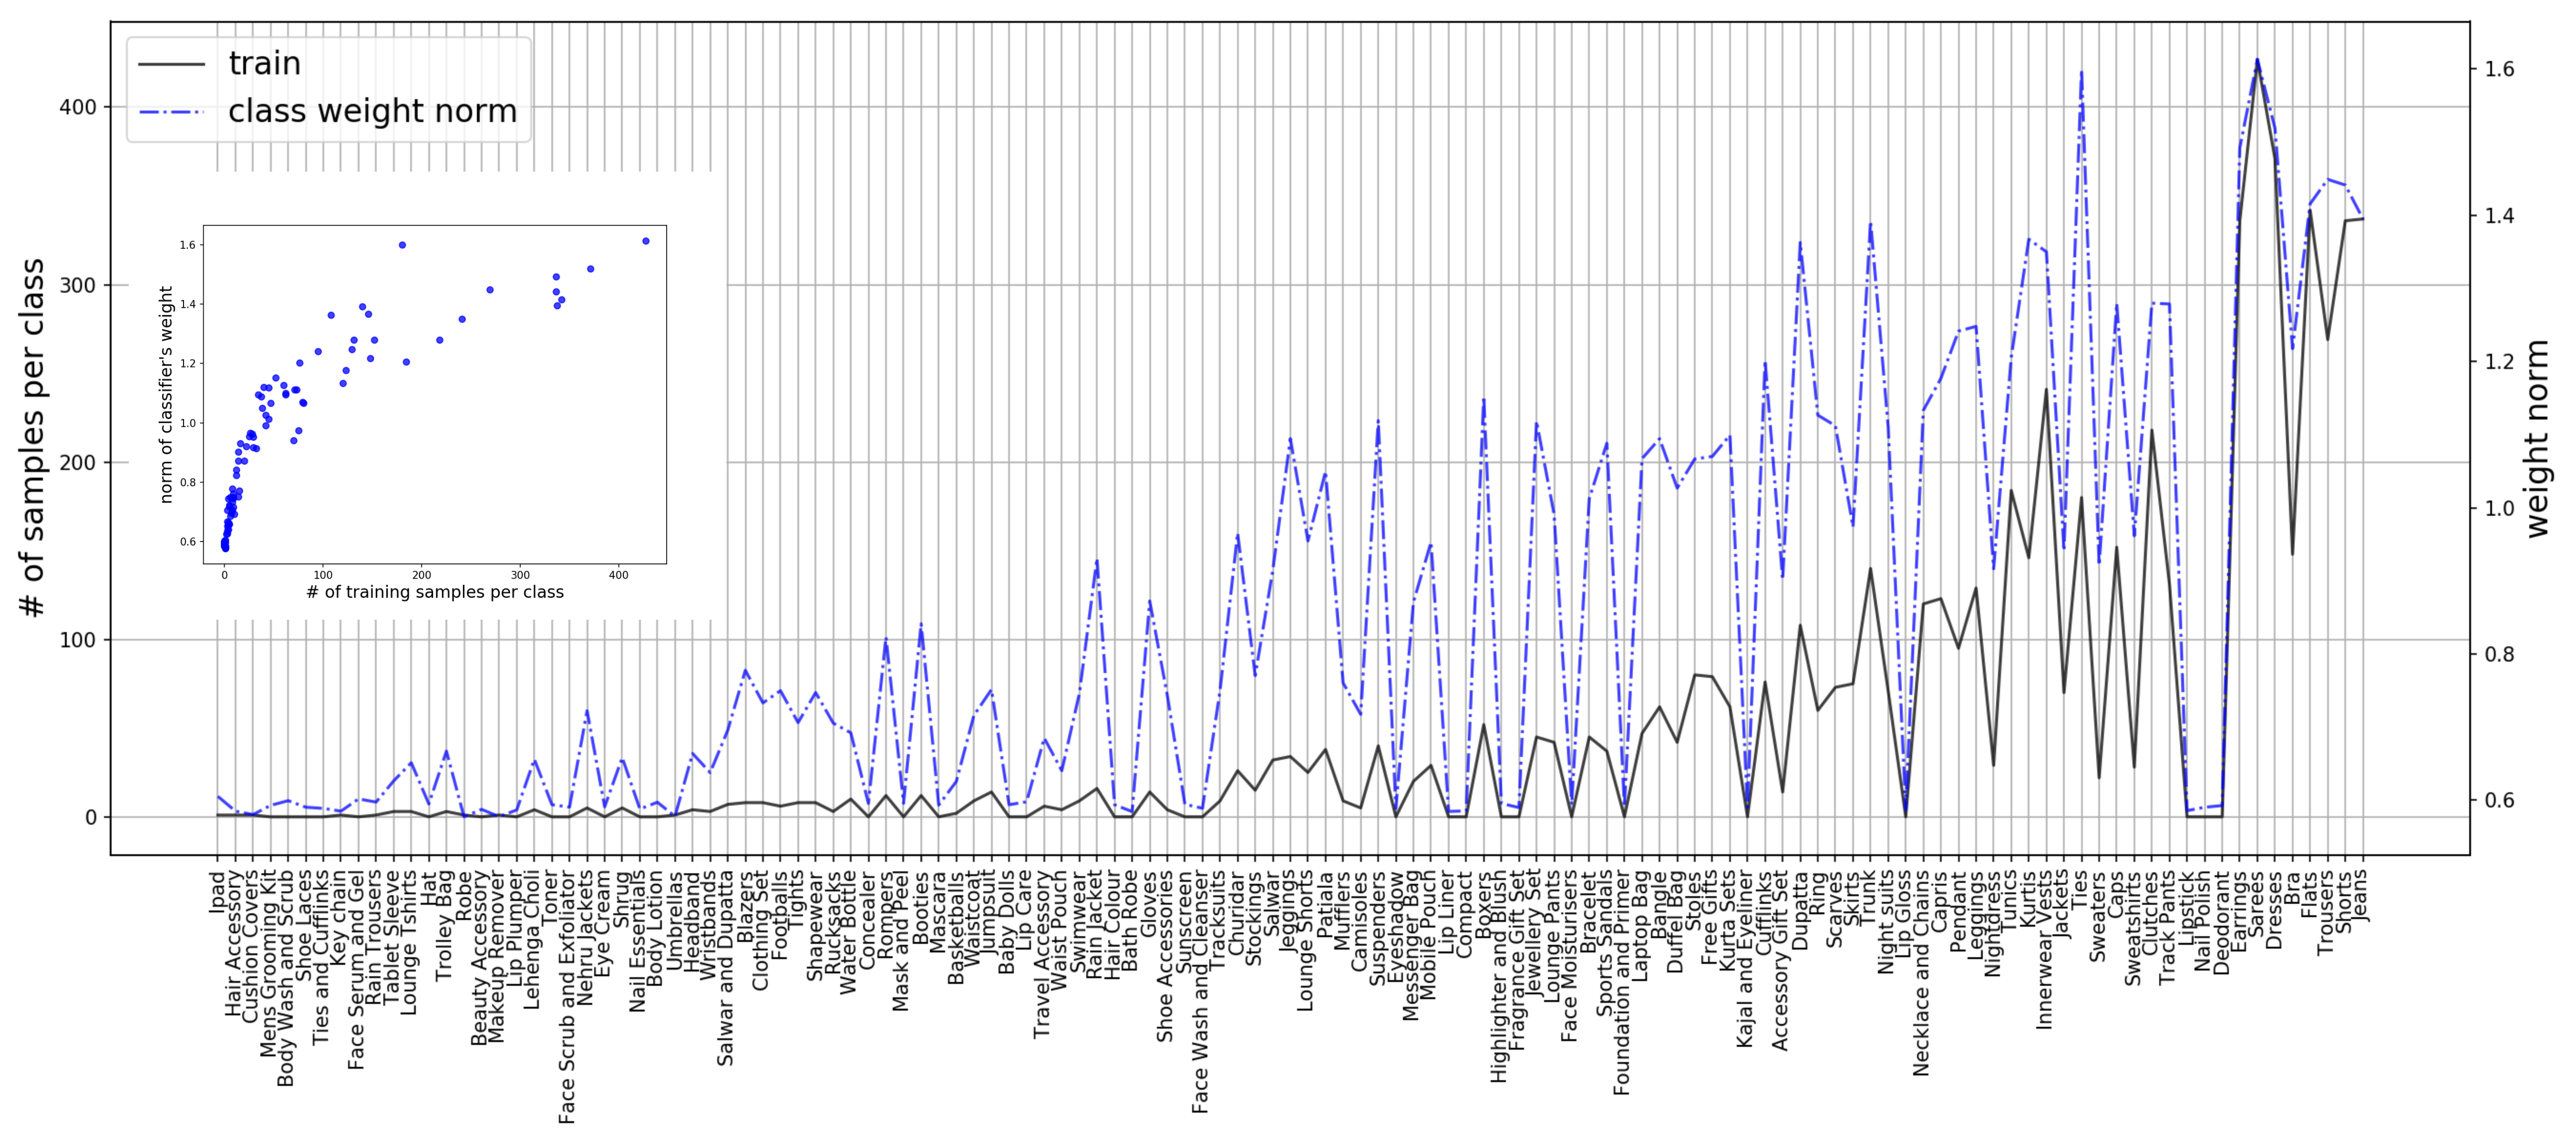 train
class weight norm
# of samples per class
400
300
200
100
0
norm of classifier's weight
1.6
1.4
1.2
1.0
0.8
0.6
0
100
200
300
400
# of training samples per class
1.6
1.4
1.2
1.0
0.8
0.6
weight norm
Ipad
Hair Accessory
Cushion Covers
Mens Grooming Kit
Body Wash and Scrub
Shoe Laces
Ties and Cufflinks
Key chain
Face Serum and Gel
Rain Trousers
Tablet Sleeve
Lounge Tshirts
Hat
Trolley Bag
Robe
Beauty Accessory
Makeup Remover
Lip Plumper
Lehenga Choli
Toner
Face Scrub and Exfoliator
Nehru Jackets
Eye Cream
Shrug
Nail Essentials
Body Lotion
Umbrellas
Headband
Wristbands
Salwar and Dupatta
Blazers
Clothing Set
Footballs
Tights
Shapewear
Rucksacks
Water Bottle
Concealer
Rompers
Mask and Peel
Booties
Mascara
Basketballs
Waistcoat
Jumpsuit
Baby Dolls
Lip Care
Travel Accessory
Waist Pouch
Swimwear
Rain Jacket
Hair Colour
Bath Robe
Gloves
Shoe Accessories
Sunscreen
Face Wash and Cleanser
Tracksuits
Churidar
Stockings
Salwar
Jeggings
Lounge Shorts
Patiala
Mufflers
Camisoles
Suspenders
Eyeshadow
Messenger Bag
Mobile Pouch
Lip Liner
Compact
Boxers
Highlighter and Blush
Fragrance Gift Set
Jewellery Set
Lounge Pants
Face Moisturisers
Bracelet
Sports Sandals
Foundation and Primer
Laptop Bag
Bangle
Duffel Bag
Stoles
Free Gifts
Kurta Sets
Kajal and Eyeliner
Cufflinks
Accessory Gift Set
Dupatta
Ring
Scarves
Skirts
Trunk
Night suits
Lip Gloss
Necklace and Chains
Capris
Pendant
Leggings
Nightdress
Tunics
Kurtis
Innerwear Vests
Jackets
Ties
Sweaters
Caps
Sweatshirts
Clutches
Track Pants
Lipstick
Nail Polish
Deodorant
Earrings
Sarees
Dresses
Bra
Flats
Trousers
Shorts
Jeans